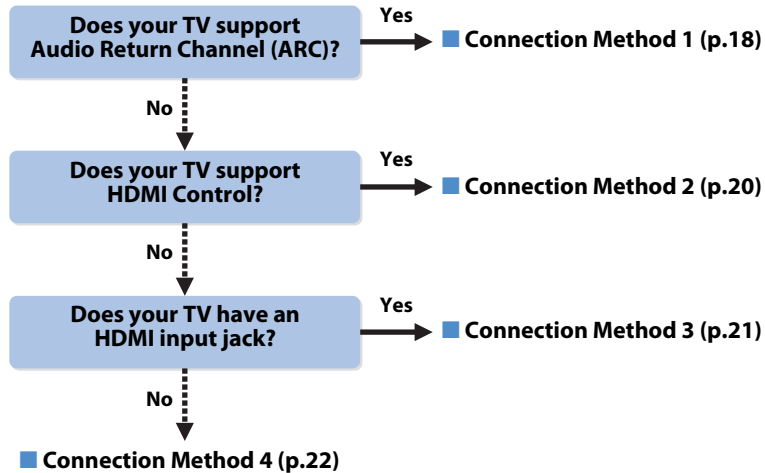 Does your TV support
Audio Return Channel (ARC)?
Yes
Connection Method 1 (p.18)
No
Does your TV support
HDMI Control?
Yes
Connection Method 2 (p.20)
No
Does your TV have an
HDMI input jack?
Yes
Connection Method 3 (p.21)
No
Connection Method 4 (p.22)